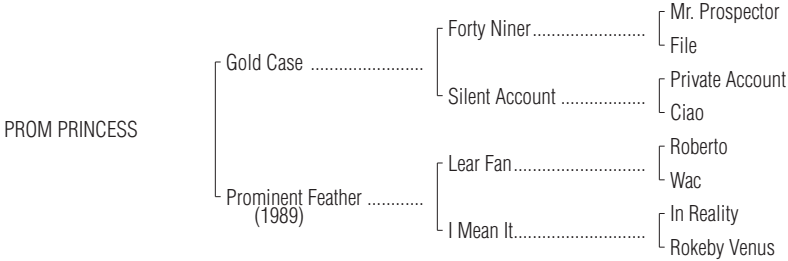 Mr. Prospector
Forty Niner........................
File
Gold Case ........................
Private Account
Silent Account ..................
Ciao
PROM PRINCESS
Roberto
Lear Fan............................
Wac
Prominent Feather ............
(1989)
In Reality
I Mean It............................
Rokeby Venus